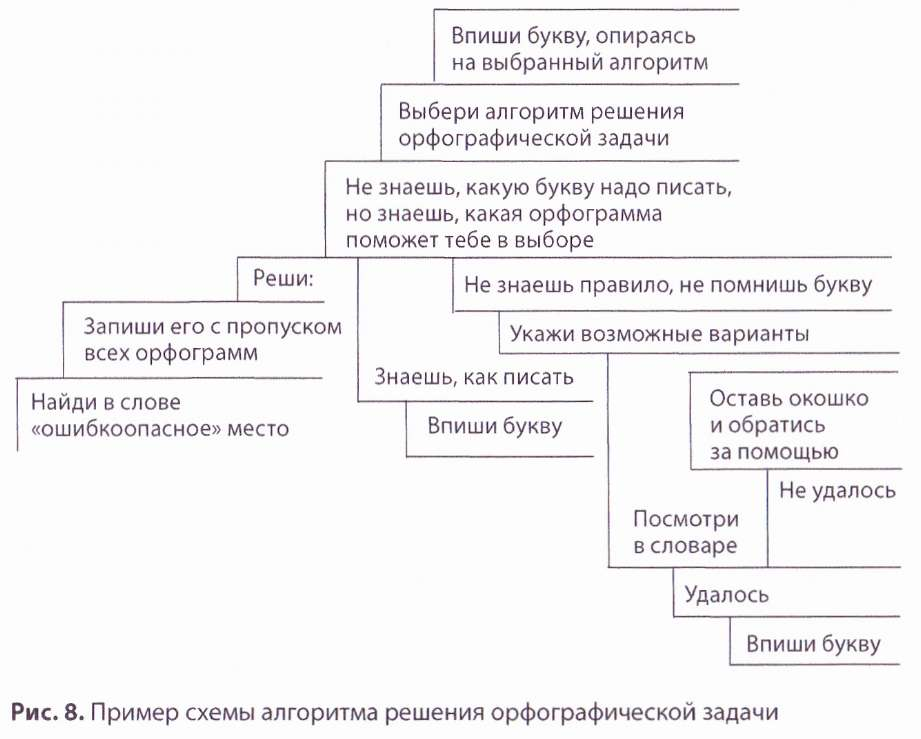 Впиши букву, опираясь
на выбранный алгоритм
Выбери алгоритм решения
орфографической задачи
Не знаешь, какую букву надо писать,
но знаешь, какая орфограмма
поможет тебе в выборе
Реши:
Не знаешь правило, не помнишь букву
Запиши его с пропуском
всех орфограмм
Укажи возможные варианты
Знаешь, как писать
Найди в слове
«ошибкоопасное» место
Впиши букву
Оставь окошко
и обратись
за помощью
Не удалось
Посмотри
в словаре
Удалось
Впиши букву
Рис. 8. Пример схемы алгоритма решения орфографической задачи